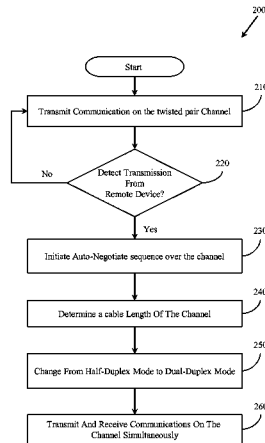 200
Start
210
Transmit Communication on the twisted pair Channel
220
Detect Transmission
From
Remote Device?
No
Yes
230
Initiate Auto-Negotiate sequence over the channel
240
Determine a cable Length Of The Channel
250
Change From Half-Duplex Mode to Dual-Duplex Mode
260
Transmit And Receive Communications On The
Channel Simultaneously